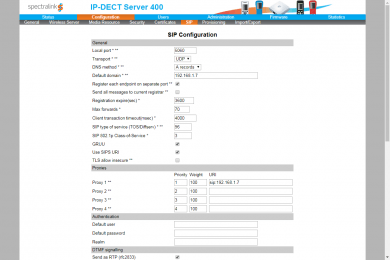 spectralink
IP-DECT Server 400
Status Configuration Users Administration Firmware Statistics
General Wireless Server Media Resource Security Certificates SIP Provisioning Import/Export
SIP Configuration
General
Local port * ** 5060
Transport * ** UDP
DNS method * ** A records
Default domain * ** 192.168.1.7
Register each endpoint on separate port **
Send all messages to current registrar **
Registration expire(sec) * 3600
Max forwards * 70
Client transaction timeout(msec) * 4000
SIP type of service (TOS/Diffserv) * ** 96
SIP 802.1p Class-of-Service * 3
GRUU
Use SIPS URI
TLS allow insecure **
Proxies
Priority Weight URI
Proxy 1 ** 1 100 sip:192.168.1.7
Proxy 2 ** 2 100
Proxy 3 ** 3 100
Proxy 4 ** 4 100
Authentication
Default user
Default password
Realm
DTMF signalling
Send as RTP (rfc2833)